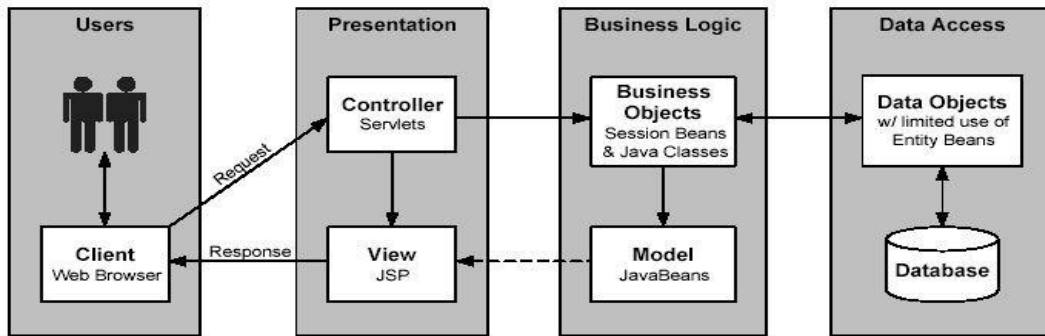 Users
Presentation
Business Logic
Data Access
Controller
Servlets
Business
Objects
Session Beans
& Java Classes
Data Objects
w/ limited use of
Entity Beans
Request
Client
Web Browser
Response
View
JSP
Model
JavaBeans
Database